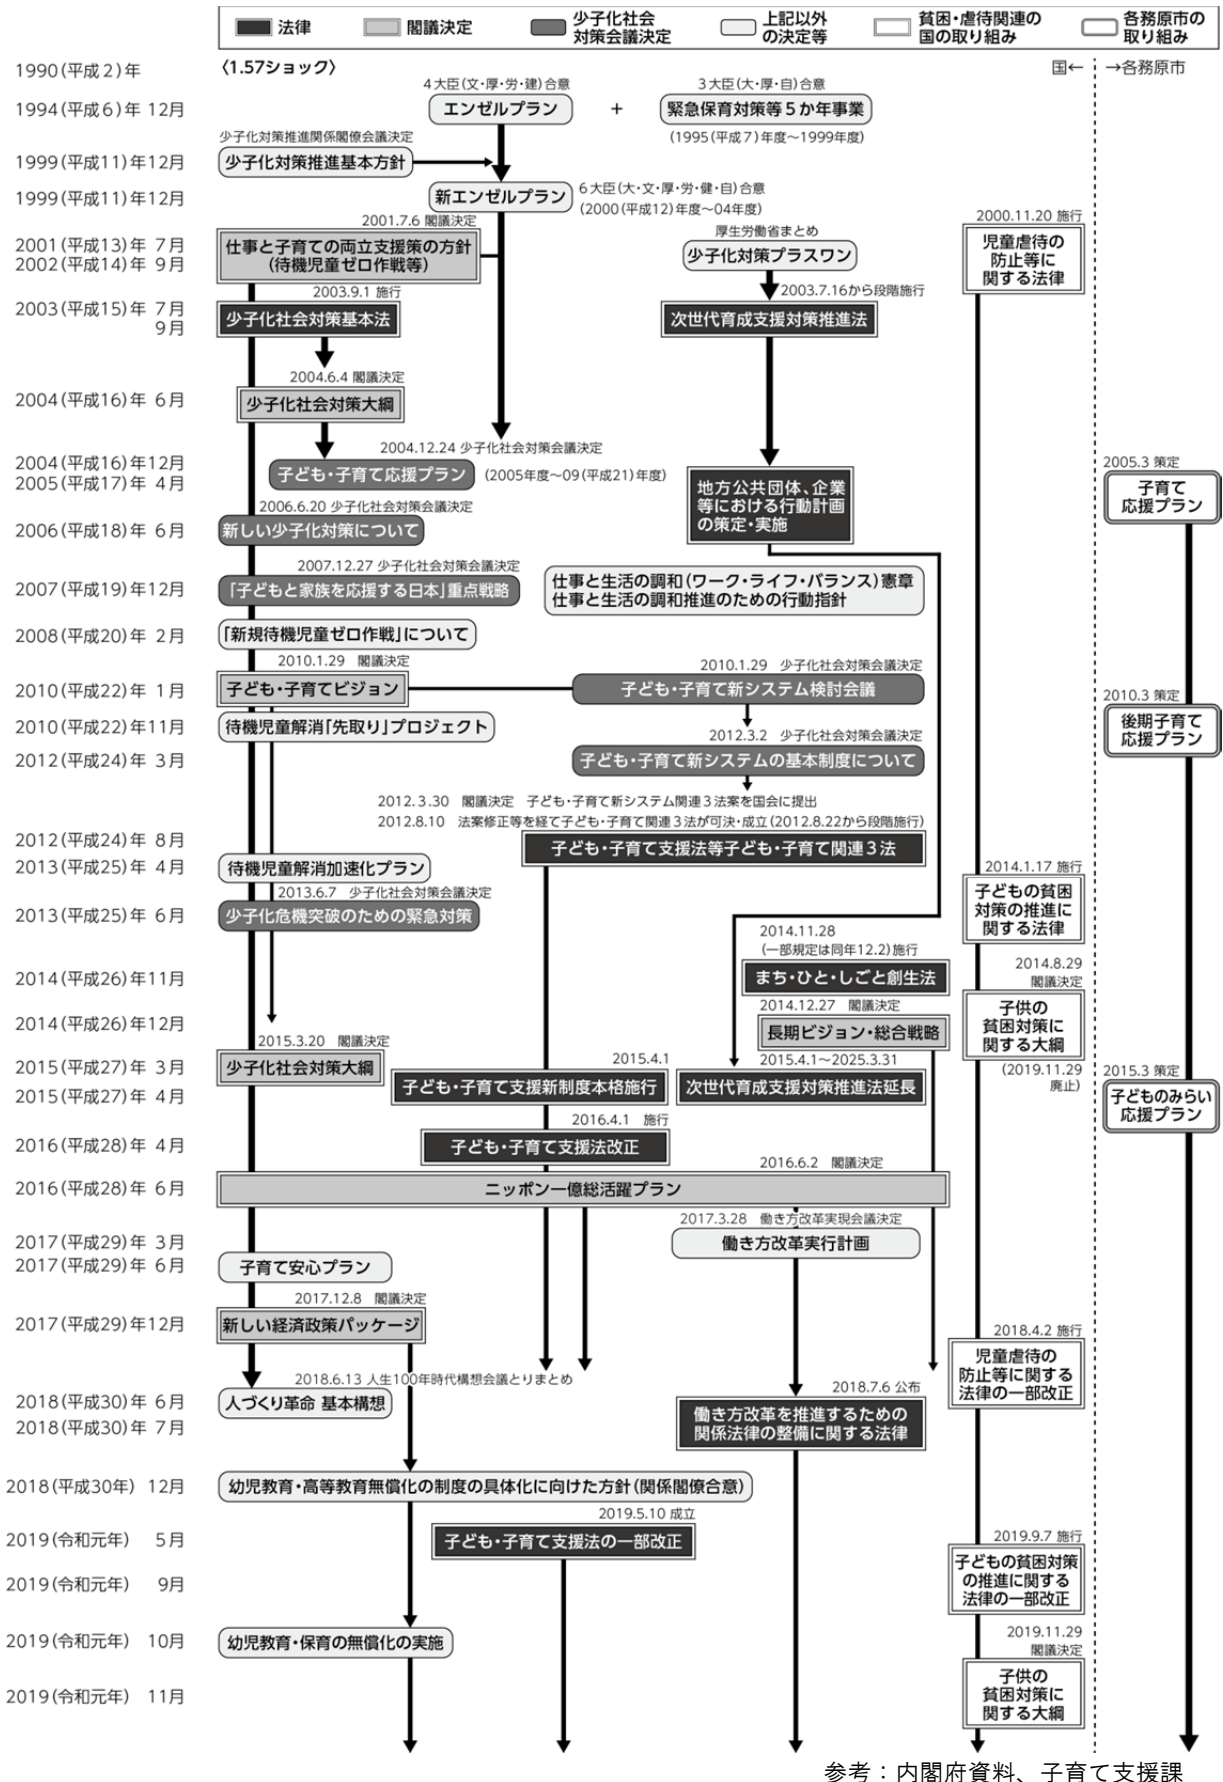 法律
閣議決定
少子化社会
対策会議決定
上記以外
の決定等
貧困・虐待関連の
国の取り組み
各務原市の
取り組み
1990(平成2)年
〈1.57ショック〉
国←
→各務原市
4大臣(文・厚・労・建)合意
3大臣(大・厚・自)合意
1994(平成6)年 12月
エンゼルプラン
+
緊急保育対策等5か年事業
(1995(平成7)年度～1999年度)
少子化対策推進関係閣僚会議決定
1999(平成11)年12月
少子化対策推進基本方針
1999(平成11)年12月
新エンゼルプラン
6大臣(大・文・厚・労・健・自)合意
(2000(平成12)年度～04年度)
2001.7.6 閣議決定
2000.11.20 施行
2001(平成13)年 7月
2002(平成14)年 9月
仕事と子育ての両立支援策の方針
(待機児童ゼロ作戦等)
厚生労働省まとめ
少子化対策プラスワン
児童虐待の
防止等に
関する法律
2003.9.1 施行
2003.7.16から段階施行
2003(平成15)年 7月
9月
少子化社会対策基本法
次世代育成支援対策推進法
2004.6.4 閣議決定
2004(平成16)年 6月
少子化社会対策大綱
2004.12.24 少子化社会対策会議決定
2004(平成16)年12月
2005(平成17)年 4月
子ども・子育て応援プラン
(2005年度～09(平成21)年度)
地方公共団体、企業
等における行動計画
の策定・実施
2005.3 策定
子育て
応援プラン
2006.6.20 少子化社会対策会議決定
2006(平成18)年 6月
新しい少子化対策について
2007.12.27 少子化社会対策会議決定
2007(平成19)年12月
「子どもと家族を応援する日本」重点戦略
仕事と生活の調和(ワーク・ライフ・バランス)憲章
仕事と生活の調和推進のための行動指針
2008(平成20)年 2月
「新規待機児童ゼロ作戦」について
2010.1.29 閣議決定
2010.1.29 少子化社会対策会議決定
2010(平成22)年 1月
子ども・子育てビジョン
子ども・子育て新システム検討会議
2010.3 策定
後期子育て
応援プラン
2010(平成22)年11月
待機児童解消「先取り」プロジェクト
2012.3.2 少子化社会対策会議決定
2012(平成24)年 3月
子ども・子育て新システムの基本制度について
2012.3.30 閣議決定 子ども・子育て新システム関連3法案を国会に提出
2012.8.10 法案修正等を経て子ども・子育て関連3法が可決・成立(2012.8.22から段階施行)
2012(平成24)年 8月
子ども・子育て支援法等子ども・子育て関連3法
2013(平成25)年 4月
待機児童解消加速化プラン
2014.1.17 施行
子どもの貧困
対策の推進に
関する法律
2013.6.7 少子化社会対策会議決定
2013(平成25)年 6月
少子化危機突破のための緊急対策
2014.11.28
(一部規定は同年12.2)施行
2014(平成26)年11月
まち・ひと・しごと創生法
2014.8.29
閣議決定
子供の
貧困対策に
関する大綱
(2019.11.29
廃止)
2014.12.27 閣議決定
2014(平成26)年12月
長期ビジョン・総合戦略
2015.3.20 閣議決定
2015(平成27)年 3月
少子化社会対策大綱
2015.4.1
2015.4.1～2025.3.31
2015(平成27)年 4月
子ども・子育て支援新制度本格施行
次世代育成支援対策推進法延長
2015.3 策定
子どものみらい
応援プラン
2016.4.1 施行
2016(平成28)年 4月
子ども・子育て支援法改正
2016.6.2 閣議決定
2016(平成28)年 6月
ニッポン一億総活躍プラン
2017.3.28 働き方改革実現会議決定
2017(平成29)年 3月
働き方改革実行計画
2017(平成29)年 6月
子育て安心プラン
2017.12.8 閣議決定
2017(平成29)年12月
新しい経済政策パッケージ
2018.4.2 施行
児童虐待の
防止等に関する
法律の一部改正
2018.6.13 人生100年時代構想会議とりまとめ
2018(平成30)年 6月
人づくり革命 基本構想
2018.7.6 公布
2018(平成30)年 7月
働き方改革を推進するための
関係法律の整備に関する法律
2018(平成30年) 12月
幼児教育・高等教育無償化の制度の具体化に向けた方針(関係閣僚合意)
2019.5.10 成立
2019(令和元年) 5月
子ども・子育て支援法の一部改正
2019.9.7 施行
2019(令和元年) 9月
子どもの貧困対策
の推進に関する
法律の一部改正
2019(令和元年) 10月
幼児教育・保育の無償化の実施
2019.11.29
閣議決定
2019(令和元年) 11月
子供の
貧困対策に
関する大綱
参考：内閣府資料、子育て支援課